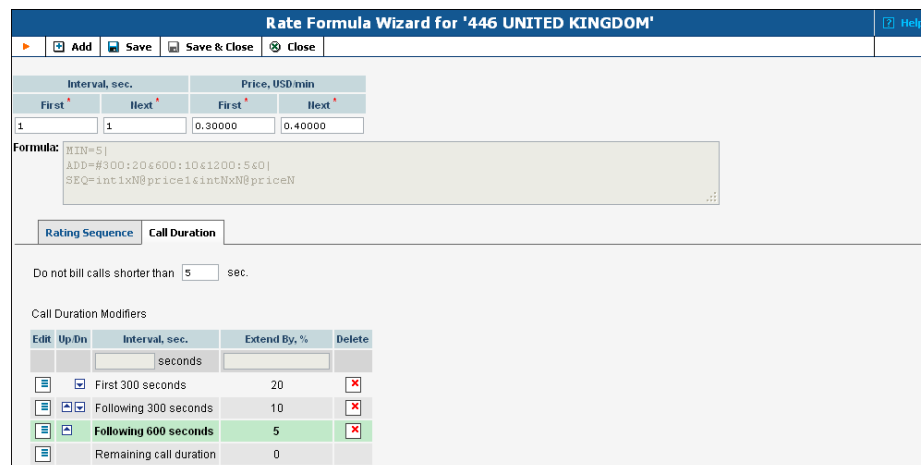 Rate Formula Wizard for '446 UNITED KINGDOM'
? Help
Add Save Save & Close Close
Interval, sec. Price, USD/min
First * Next * First * Next *
1 1 0.30000 0.40000
Formula: MIN=5|
ADD=#300:20&600:10&1200:5&0|
SEQ=int1xN@price1&intNxN@priceN
Rating Sequence Call Duration
Do not bill calls shorter than 5 sec.
Call Duration Modifiers
Edit Up/Dn Interval, sec. Extend By, % Delete
seconds
First 300 seconds 20
Following 300 seconds 10
Following 600 seconds 5
Remaining call duration 0